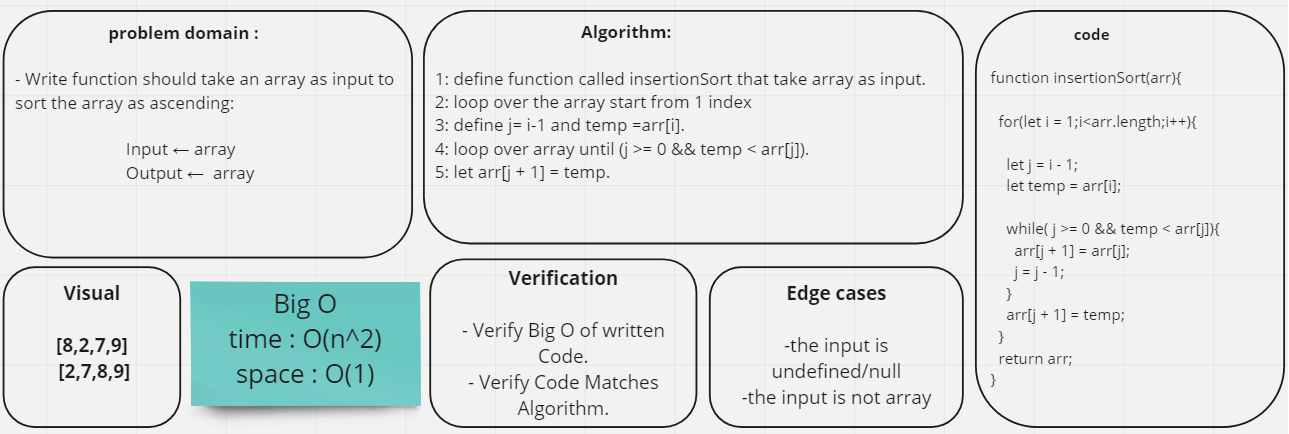 problem domain :
- Write function should take an array as input to
sort the array as ascending:
Input ← array
Output ← array
Algorithm:
1: define function called insertionSort that take array as input.
2: loop over the array start from 1 index
3: define j= i-1 and temp =arr[i].
4: loop over array until (j >= 0 && temp < arr[j]).
5: let arr[j + 1] = temp.
code
function insertionSort(arr){
for(let i = 1;i<arr.length;i++){
let j = i - 1;
let temp = arr[i];
while( j >= 0 && temp < arr[j]){
arr[j + 1] = arr[j];
j = j - 1;
}
arr[j + 1] = temp;
}
return arr;
}
Visual
[8,2,7,9]
[2,7,8,9]
Big O
time : O(n^2)
space : O(1)
Verification
- Verify Big O of written
Code.
- Verify Code Matches
Algorithm.
Edge cases
-the input is
undefined/null
-the input is not array